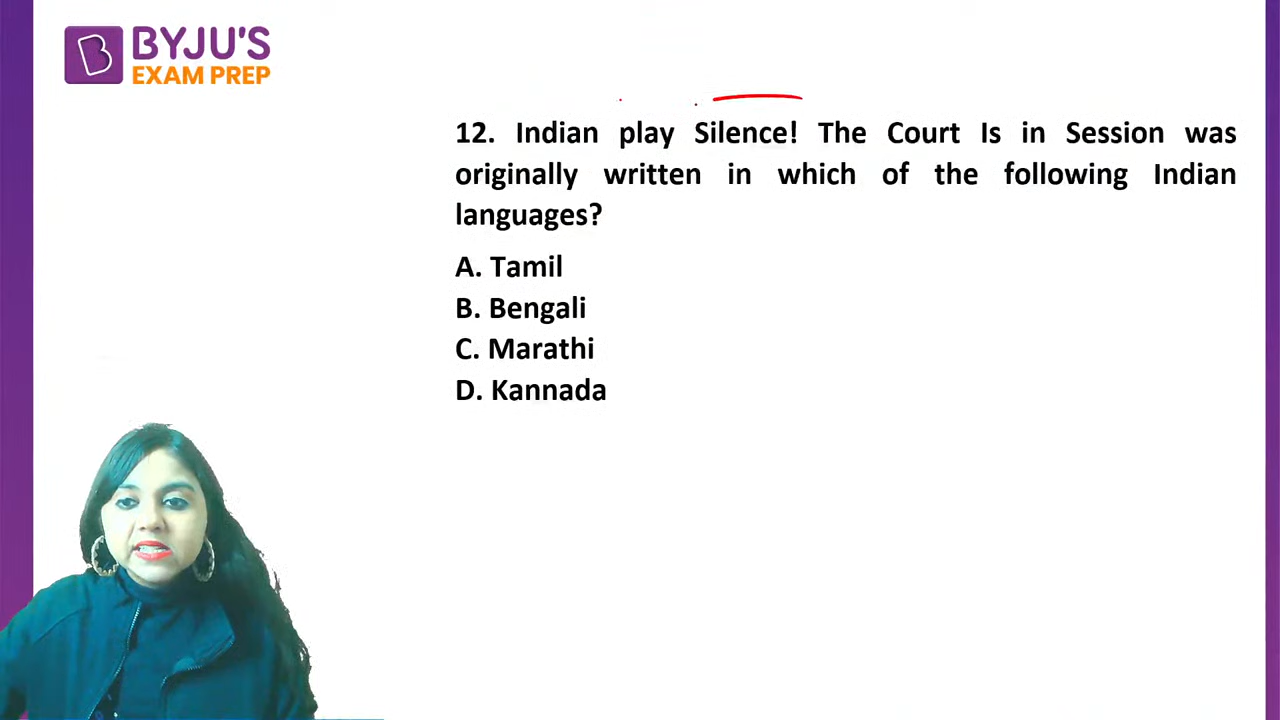 BYJU'S
EXAM PREP
12. Indian play Silence! The Court Is in Session was
originally written in which of the following Indian
languages?
A. Tamil
B. Bengali
C. Marathi
D. Kannada